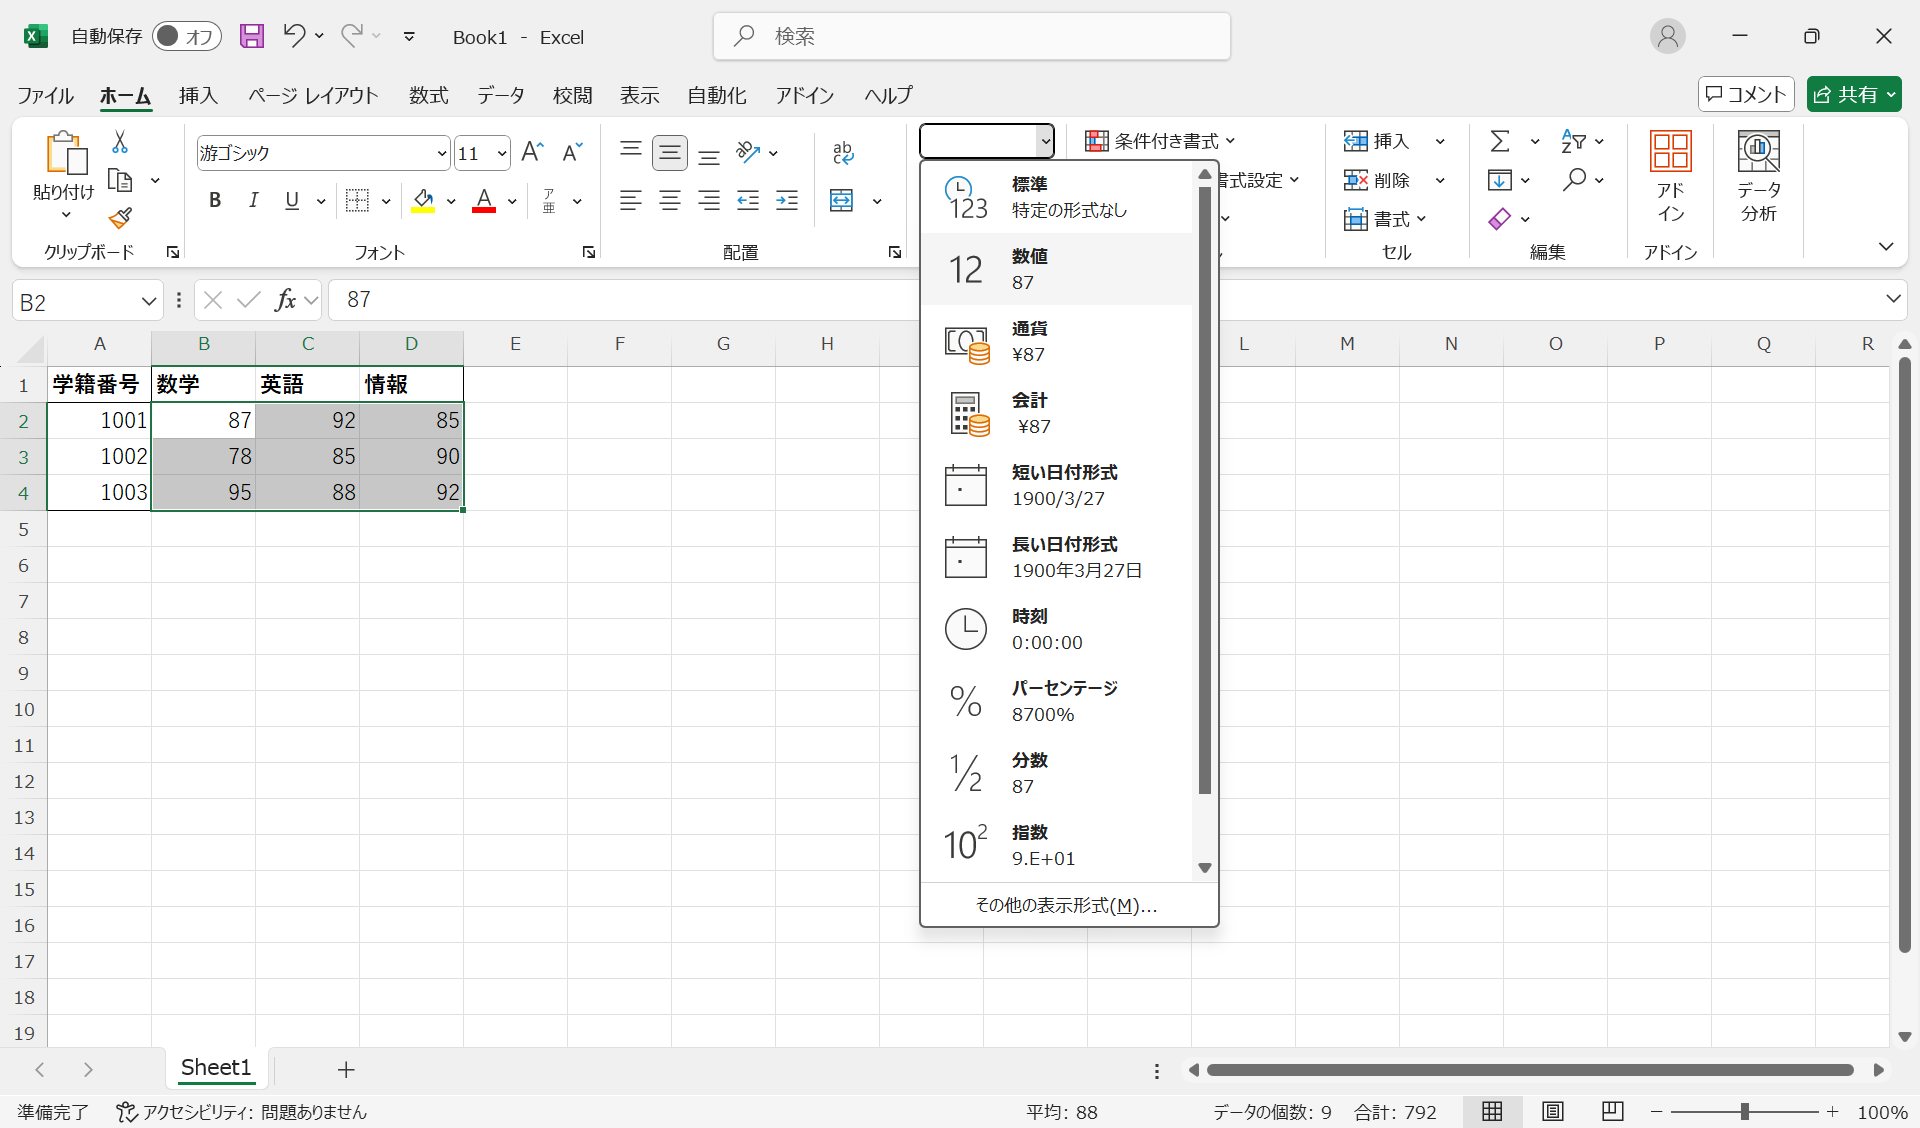 自動保存 オフ Book1 - Excel 検索
ファイル ホーム 挿入 ページ レイアウト 数式 データ 校閲 表示 自動化 アドイン ヘルプ コメント 共有
貼り付け
クリップボード
游ゴシック 11
B I U ア亜
フォント
ab
配置
条件付き書式
書式設定
挿入
削除
書式
セル
編集
アド
イン
アドイン
データ
分析
標準
特定の形式なし
数値
87
通貨
¥87
会計
¥87
短い日付形式
1900/3/27
長い日付形式
1900年3月27日
時刻
0:00:00
パーセンテージ
8700%
分数
87
指数
9.E+01
その他の表示形式(M)...
B2 fx 87
A B C D E F G H L M N O P Q R
1 学籍番号 数学 英語 情報
2 1001 87 92 85
3 1002 78 85 90
4 1003 95 88 92
5
6
7
8
9
10
11
12
13
14
15
16
17
18
19
Sheet1
準備完了 アクセシビリティ: 問題ありません 平均: 88 データの個数: 9 合計: 792 100%